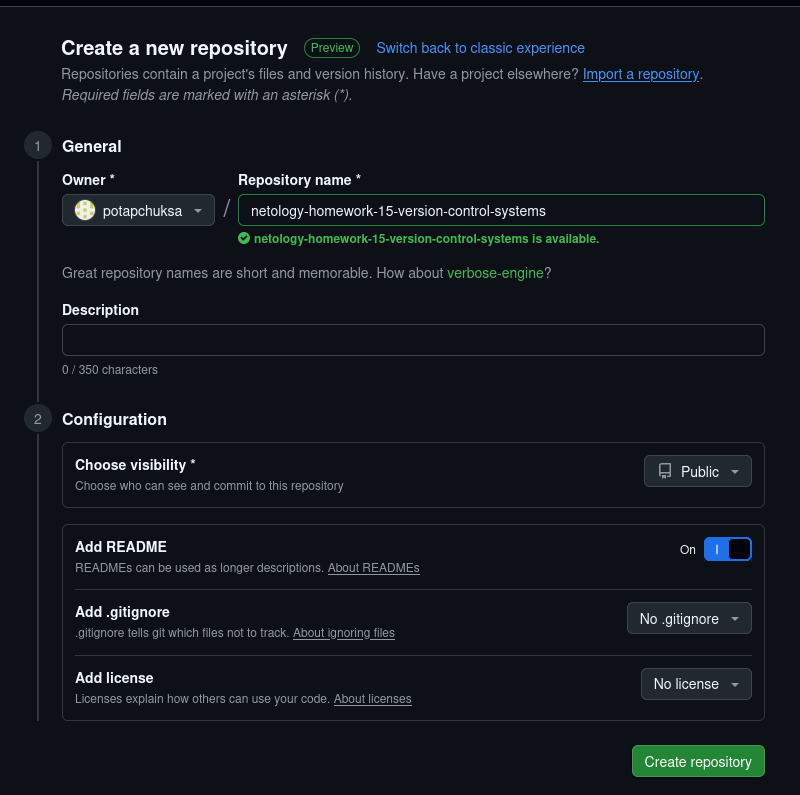 Create a new repository Preview Switch back to classic experience
Repositories contain a project's files and version history. Have a project elsewhere? Import a repository.
Required fields are marked with an asterisk (*).
1 General
Owner * Repository name *
potapchuksa / netology-homework-15-version-control-systems
netology-homework-15-version-control-systems is available.
Great repository names are short and memorable. How about verbose-engine?
Description
0 / 350 characters
2 Configuration
Choose visibility *
Choose who can see and commit to this repository
Public
Add README
READMEs can be used as longer descriptions. About READMEs
On
Add .gitignore
.gitignore tells git which files not to track. About ignoring files
No .gitignore
Add license
Licenses explain how others can use your code. About licenses
No license
Create repository